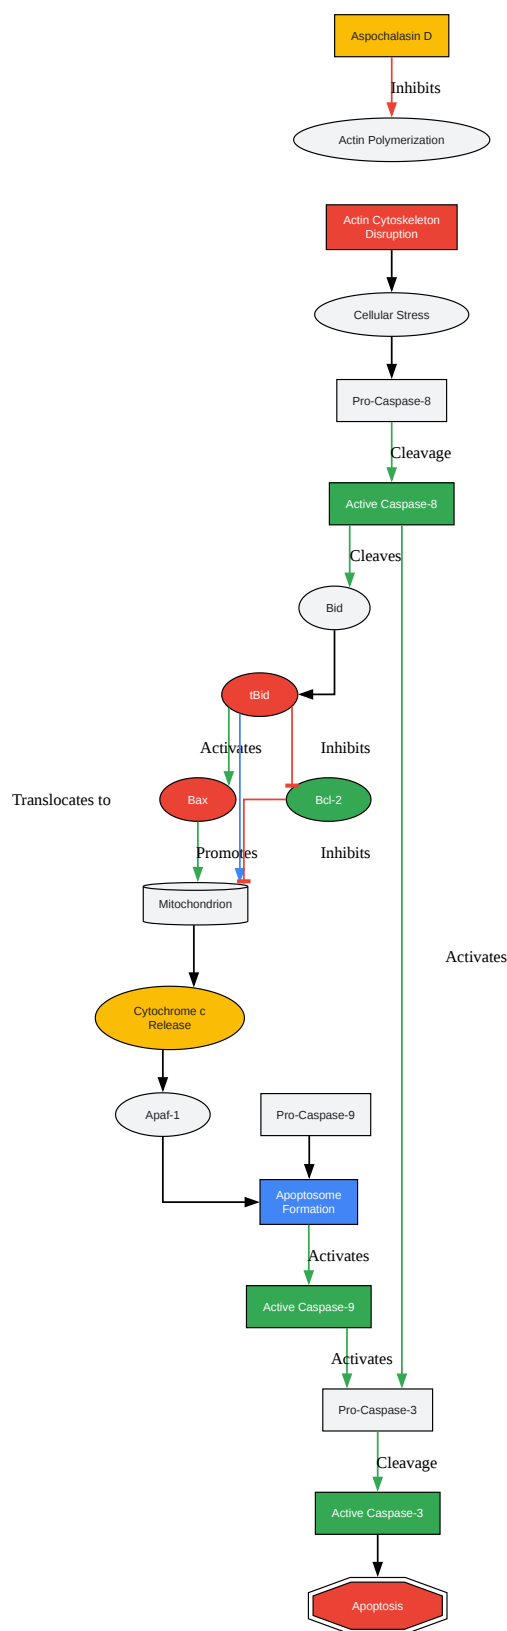 Aspochalasin D
Inhibits
Actin Polymerization
Actin Cytoskeleton
Disruption
Cellular Stress
Pro-Caspase-8
Cleavage
Active Caspase-8
Cleaves
Bid
tBid
Activates
Inhibits
Translocates to
Bax
Bcl-2
Promotes
Inhibits
Mitochondrion
Activates
Cytochrome c
Release
Apaf-1
Pro-Caspase-9
Apoptosome
Formation
Activates
Active Caspase-9
Activates
Pro-Caspase-3
Cleavage
Active Caspase-3
Apoptosis